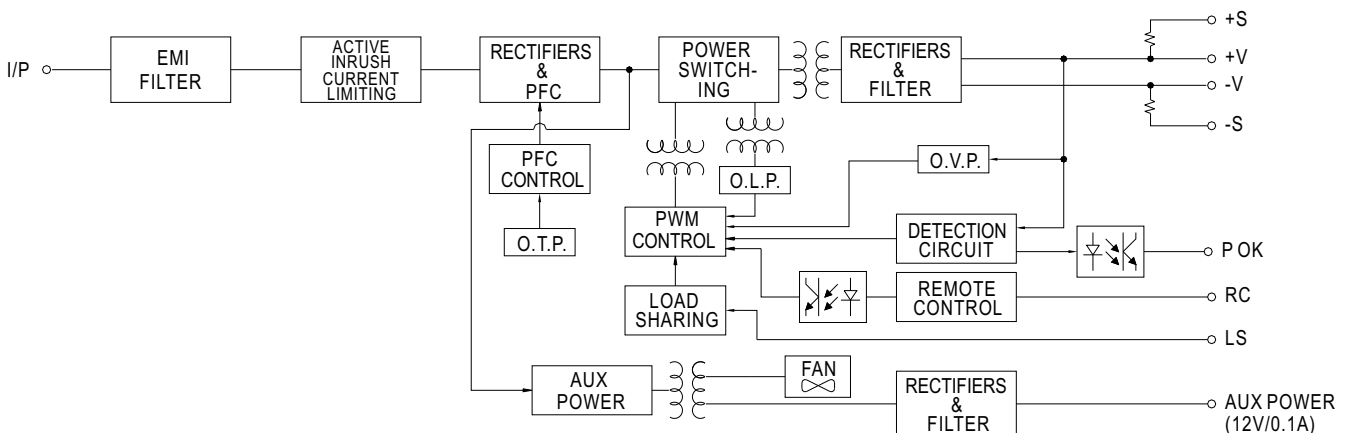 I/P
EMI
FILTER
ACTIVE
INRUSH
CURRENT
LIMITING
RECTIFIERS
&
PFC
POWER
SWITCH-
ING
RECTIFIERS
&
FILTER
+S
+V
-V
-S
PFC
CONTROL
O.T.P.
O.L.P.
O.V.P.
PWM
CONTROL
DETECTION
CIRCUIT
P OK
LOAD
SHARING
REMOTE
CONTROL
RC
LS
AUX
POWER
FAN
RECTIFIERS
&
FILTER
AUX POWER
(12V/0.1A)